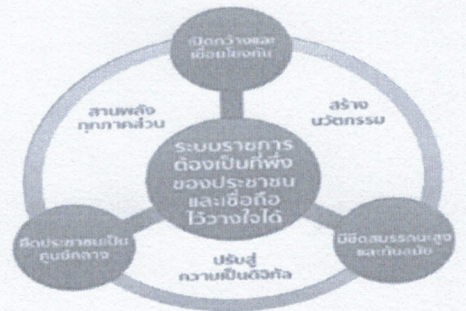 เปิดกว้างและ
เชื่อมโยงกัน
สานพลัง
ทุกภาคส่วน
สร้าง
นวัตกรรม
ระบบราชการ
ต้องเป็นที่พึ่ง
ของประชาชน
และเชื่อถือ
ไว้วางใจได้
ยึดประชาชนเป็น
ศูนย์กลาง
มีขีดสมรรถนะสูง
และทันสมัย
ปรับสู่
ความเป็นดิจิทัล